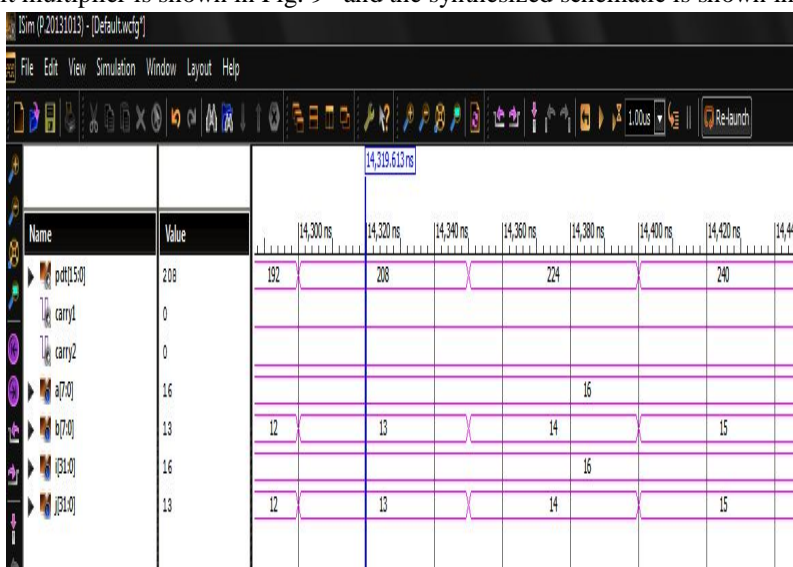 it multiplier is shown in Fig. 9 and the synthesized schematic is shown in
ISim (P.20131013) - [Default.wcfg*]
File Edit View Simulation Window Layout Help
1.00us Re-launch
14,319.613 ns
Name Value 14,300 ns 14,320 ns 14,340 ns 14,360 ns 14,380 ns 14,400 ns 14,420 ns 14,44
pdt[15:0] 208 192 208 224 240
carry1 0
carry2 0
a[7:0] 16 16
b[7:0] 13 12 13 14 15
i[31:0] 16 16
j[31:0] 13 12 13 14 15